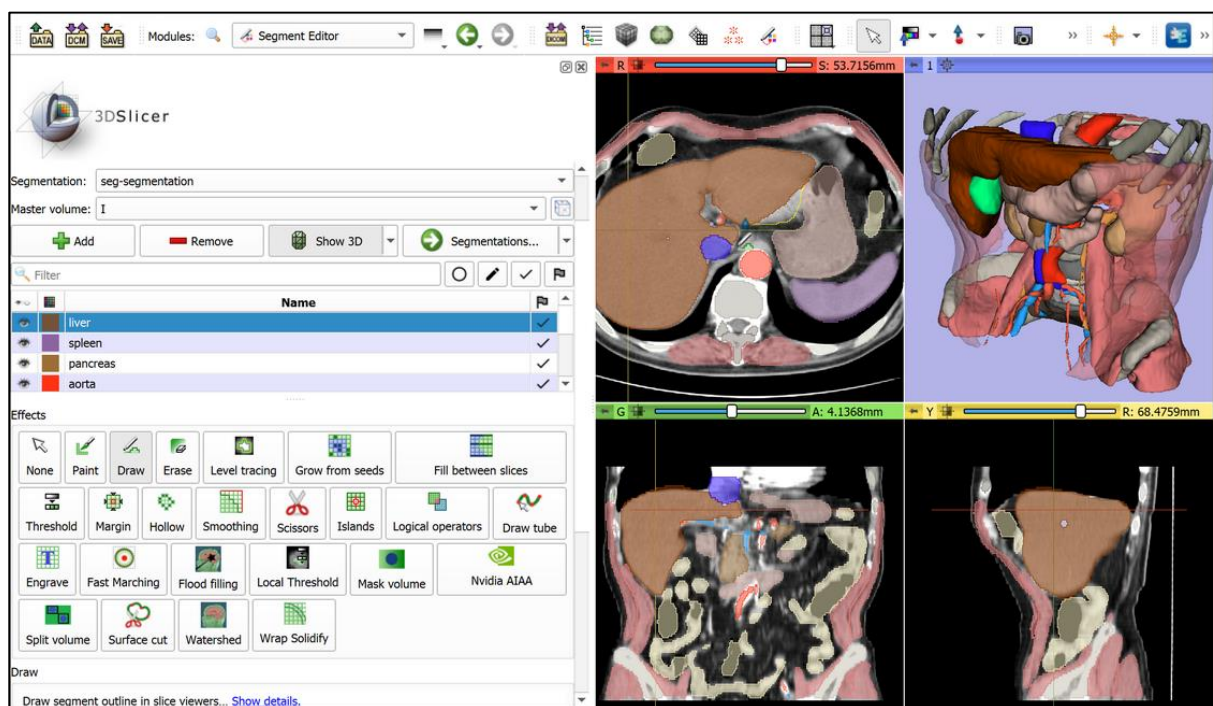 DATA DCM SAVE Modules: Segment Editor DCOM
R S: 53.7156mm 1
3DSlicer
Segmentation: seg-segmentation
Master volume: I
Add Remove Show 3D Segmentations...
Filter
Name
liver
spleen
pancreas
aorta
G A: 4.1368mm Y R: 68.4759mm
Effects
None Paint Draw Erase Level tracing Grow from seeds Fill between slices
Threshold Margin Hollow Smoothing Scissors Islands Logical operators Draw tube
Engrave Fast Marching Flood filling Local Threshold Mask volume Nvidia AIAA
Split volume Surface cut Watershed Wrap Solidify
Draw
Draw segment outline in slice viewers... Show details.